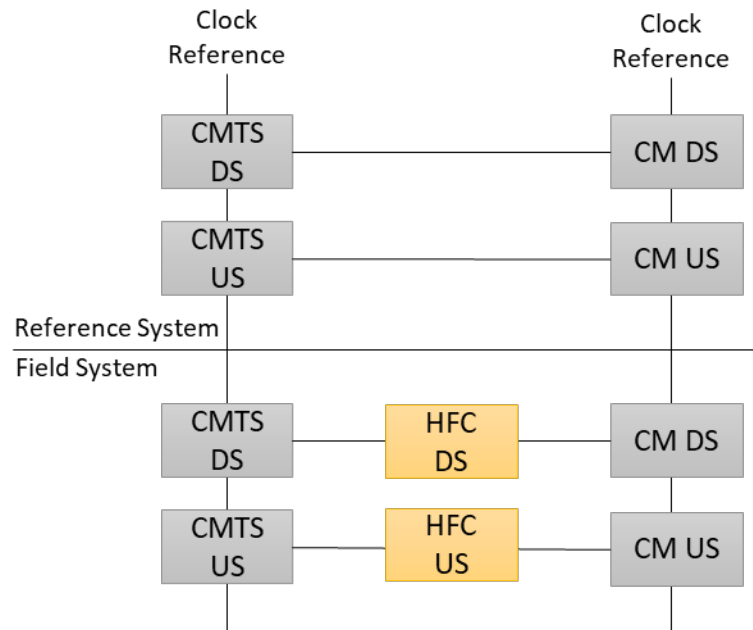 Clock
Reference
Clock
Reference
CMTS
DS
CM DS
CMTS
US
CM US
Reference System
Field System
CMTS
DS
HFC
DS
CM DS
CMTS
US
HFC
US
CM US